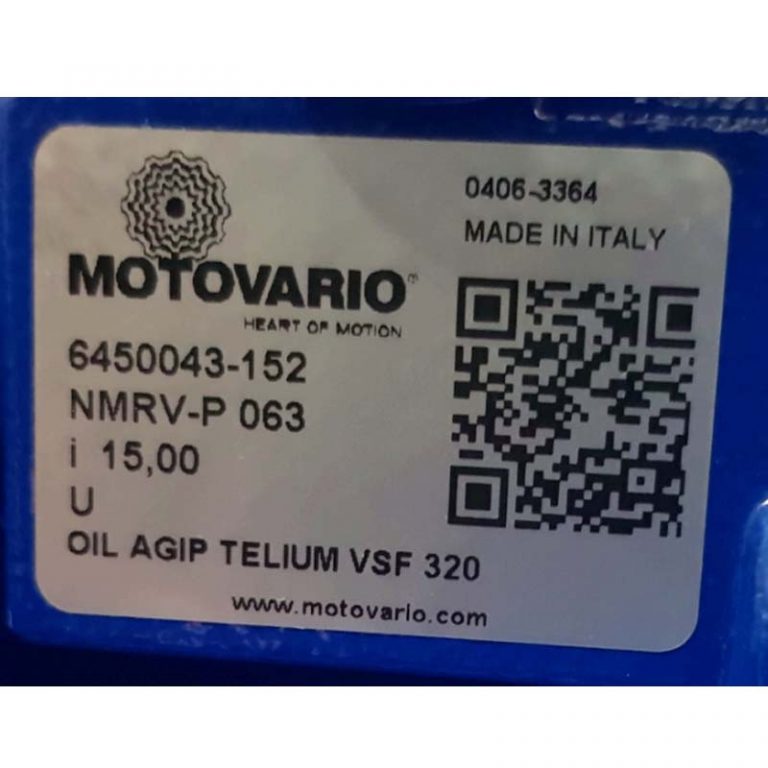 0406-3364
MADE IN ITALY
MOTOVARIO®
HEART OF MOTION
6450043-152
NMRV-P 063
i 15,00
U
OIL AGIP TELIUM VSF 320
www.motovario.com